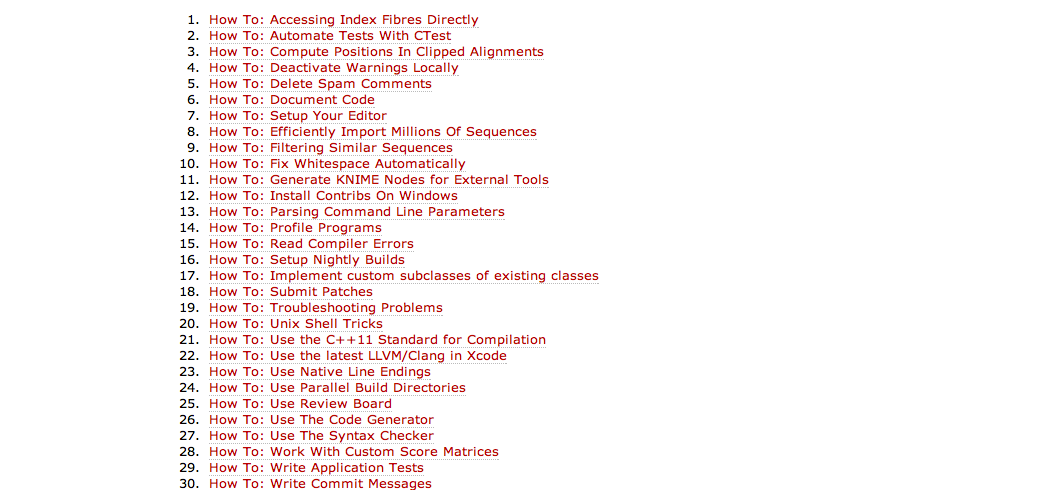 1. How To: Accessing Index Fibres Directly
2. How To: Automate Tests With CTest
3. How To: Compute Positions In Clipped Alignments
4. How To: Deactivate Warnings Locally
5. How To: Delete Spam Comments
6. How To: Document Code
7. How To: Setup Your Editor
8. How To: Efficiently Import Millions Of Sequences
9. How To: Filtering Similar Sequences
10. How To: Fix Whitespace Automatically
11. How To: Generate KNIME Nodes for External Tools
12. How To: Install Contribs On Windows
13. How To: Parsing Command Line Parameters
14. How To: Profile Programs
15. How To: Read Compiler Errors
16. How To: Setup Nightly Builds
17. How To: Implement custom subclasses of existing classes
18. How To: Submit Patches
19. How To: Troubleshooting Problems
20. How To: Unix Shell Tricks
21. How To: Use the C++11 Standard for Compilation
22. How To: Use the latest LLVM/Clang in Xcode
23. How To: Use Native Line Endings
24. How To: Use Parallel Build Directories
25. How To: Use Review Board
26. How To: Use The Code Generator
27. How To: Use The Syntax Checker
28. How To: Work With Custom Score Matrices
29. How To: Write Application Tests
30. How To: Write Commit Messages